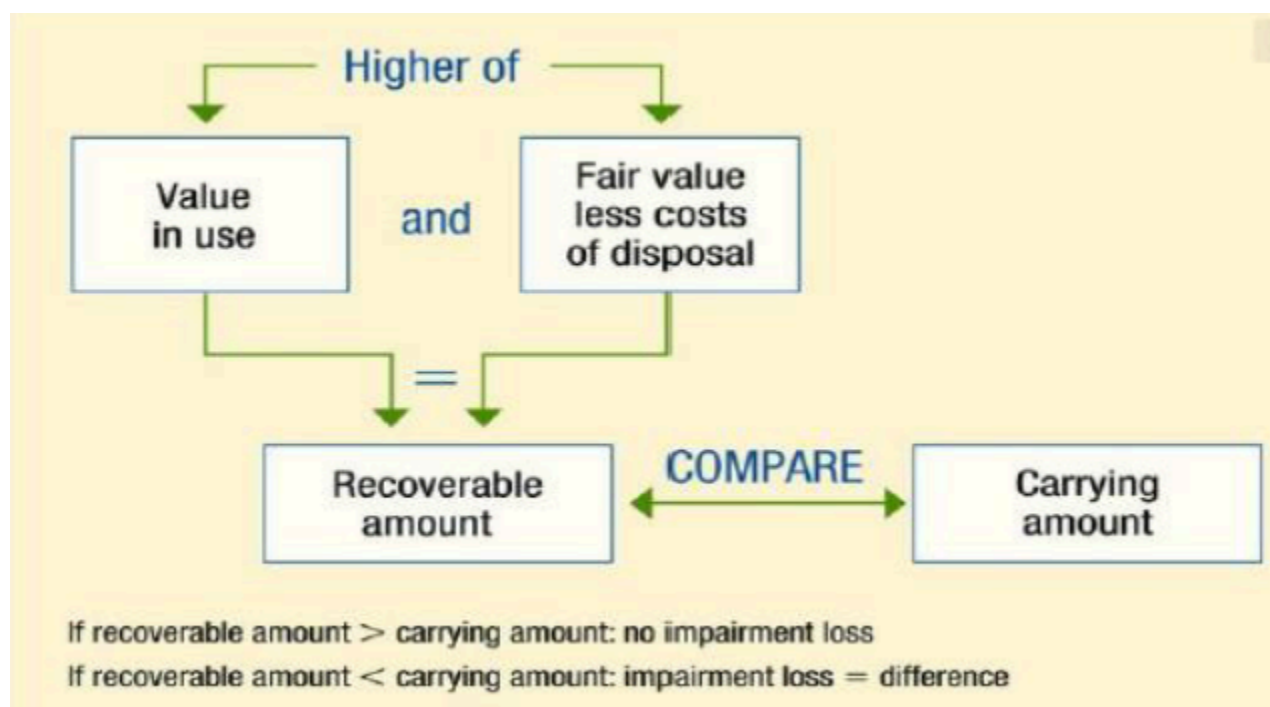 Higher of
Value
in use
and
Fair value
less costs
of disposal
=
Recoverable
amount
COMPARE
Carrying
amount
If recoverable amount > carrying amount: no impairment loss
If recoverable amount < carrying amount: impairment loss = difference